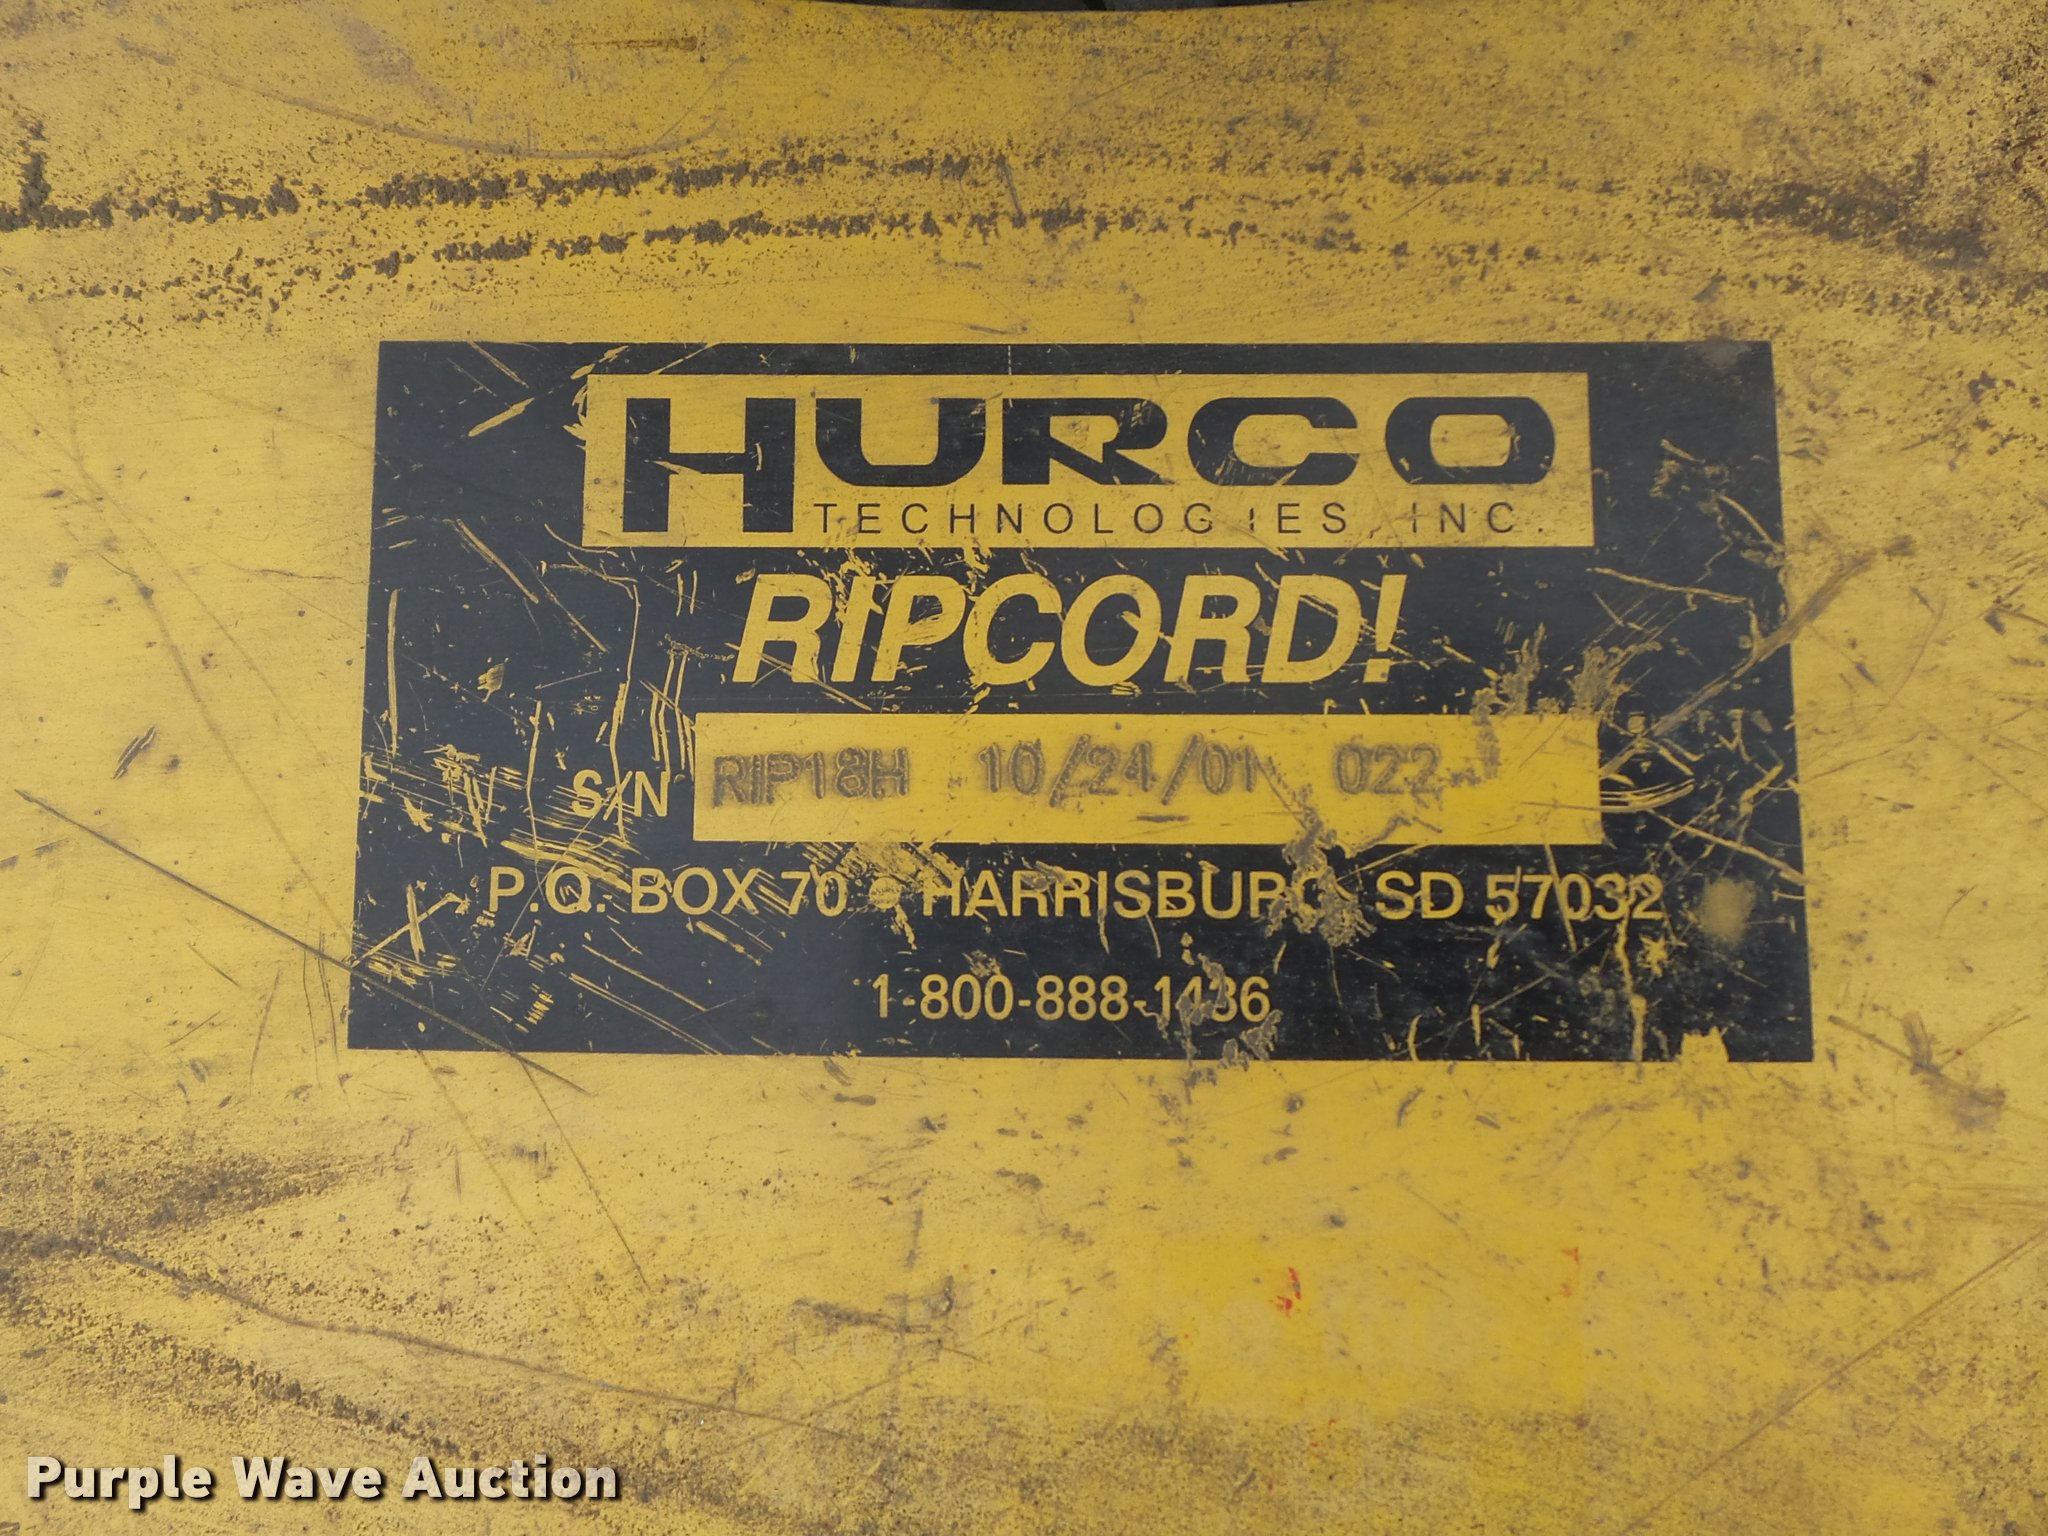 HURCO
TECHNOLOGIES, INC.
RIPCORD!
S/N RIP18H 10/24/01 022
P.O. BOX 70 • HARRISBURG, SD 57032
1-800-888-1436
Purple Wave Auction